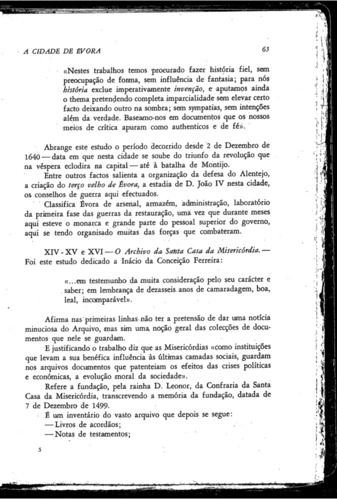 A CIDADE DE EVORA 63
«Nestes trabalhos temos procurado fazer história fiel, sem
preocupação de forma, sem influência de fantasia; para nós
história exclue imperativamente invenção, e aputamos ainda
o thema pretendendo completa imparcialidade sem elevar certo
facto deixando outro na sombra; sem sympatias, sem intenções
além da verdade. Baseamo-nos em documentos que os nossos
meios de crítica apuram como authenticos e de fé».
Abrange este estudo o período decorrido desde 2 de Dezembro de
1640 — data em que nesta cidade se soube do triunfo da revolução que
na véspera eclodira na capital — até à batalha de Montijo.
Entre outros factos salienta a organização da defesa do Alentejo,
a criação do terço velho de Évora, a estadia de D. João IV nesta cidade,
os conselhos de guerra aqui efectuados.
Classifica Évora de arsenal, armazém, administração, laboratório
da primeira fase das guerras da restauração, uma vez que durante meses
aqui esteve o monarca e grande parte do pessoal superior do governo,
aqui se tendo organisado muitas das forças que combateram.
XIV - XV e XVI — O Archivo da Santa Casa da Misericórdia. —
Foi este estudo dedicado a Inácio da Conceição Ferreira:
«...em testemunho da muita consideração pelo seu carácter e
saber; em lembrança de dezasseis anos de camaradagem, boa,
leal, incomparável».
Afirma nas primeiras linhas não ter a pretensão de dar uma notícia
minuciosa do Arquivo, mas sim uma noção geral das colecções de docu-
mentos que nele se guardam.
E justificando o trabalho diz que as Misericórdias «como instituições
que levam a sua benéfica influência às últimas camadas sociais, guardam
nos arquivos documentos que patenteiam os efeitos das crises políticas
e económicas, a evolução moral da sociedade».
Refere a fundação, pela rainha D. Leonor, da Confraria da Santa
Casa da Misericórdia, transcrevendo a memória da fundação, datada de
7 de Dezembro de 1499.
É um inventário do vasto arquivo que depois se segue:
— Livros de acordãos;
— Notas de testamentos;
5